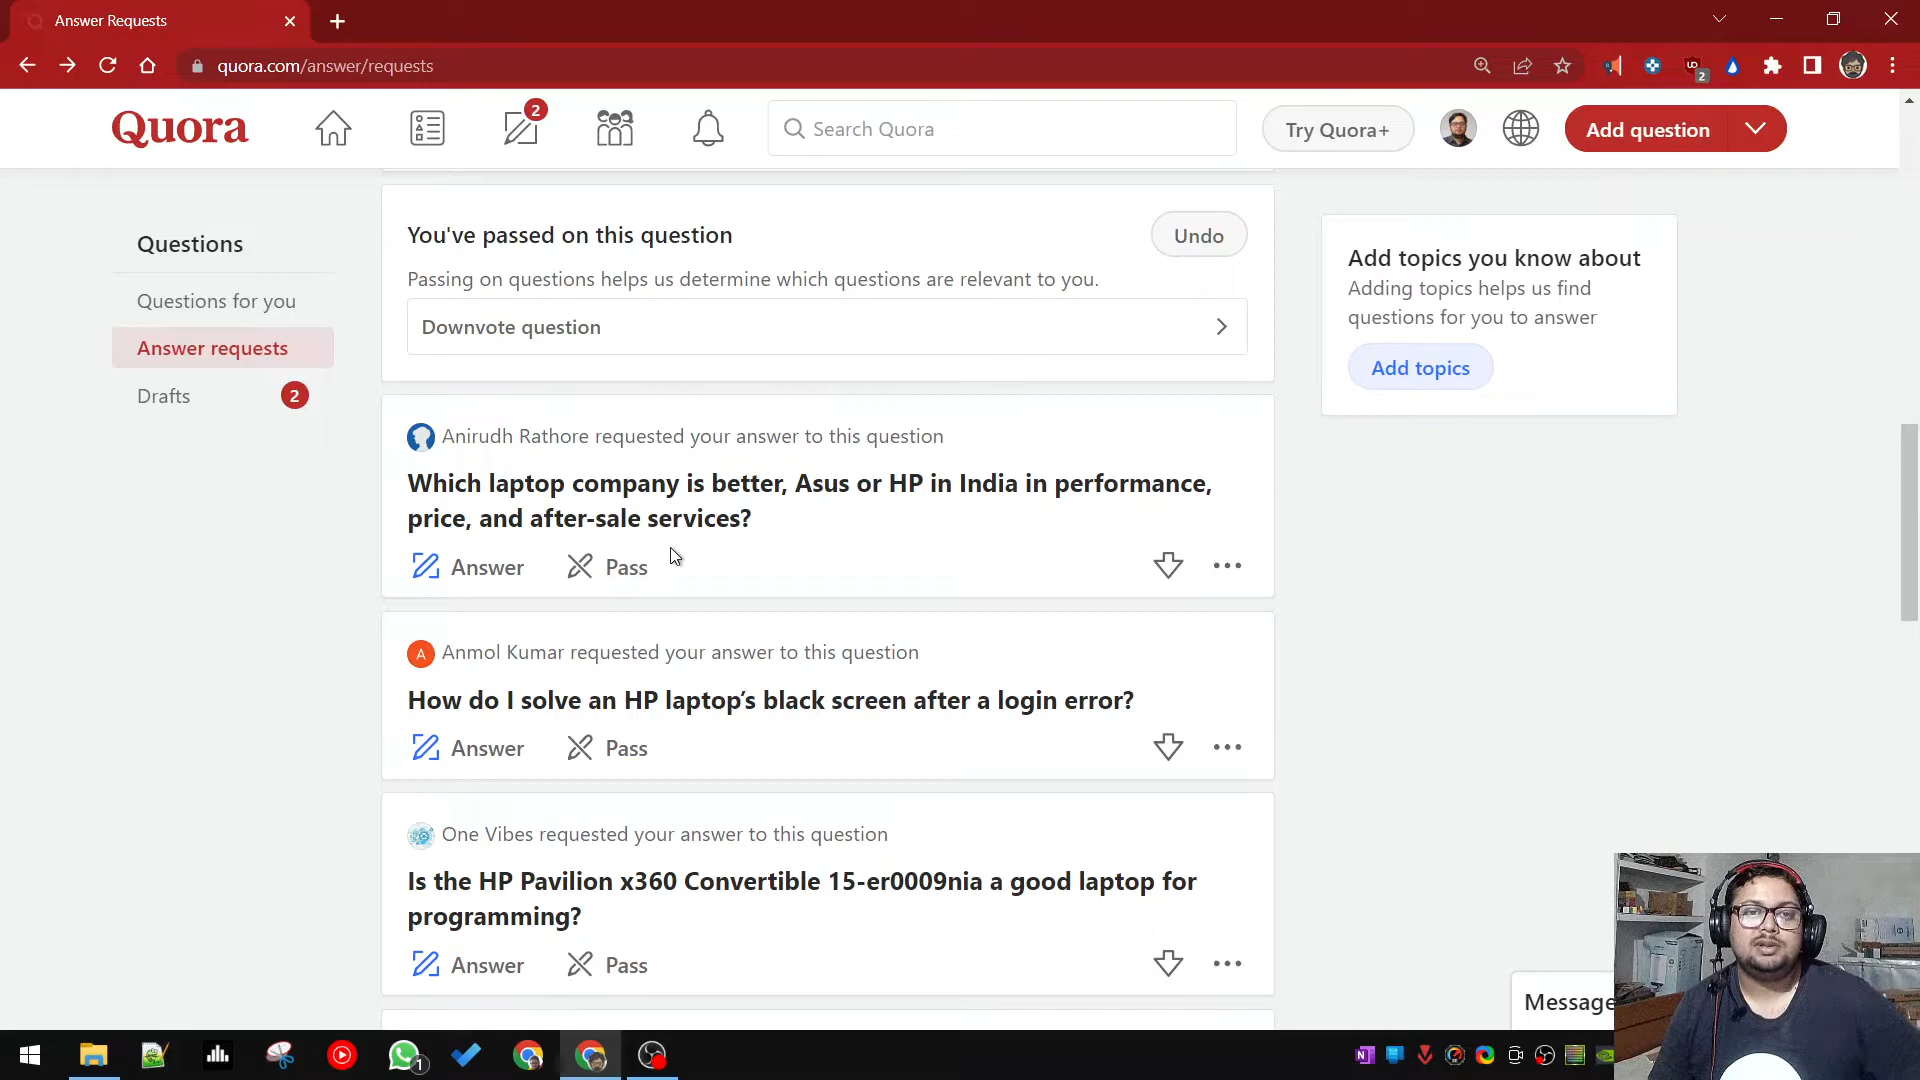 Answer Requests
quora.com/answer/requests
2
Quora
2
Search Quora
Try Quora+
Add question
Questions
Questions for you
Answer requests
Drafts
2
You've passed on this question
Undo
Passing on questions helps us determine which questions are relevant to you.
Downvote question
Anirudh Rathore requested your answer to this question
Which laptop company is better, Asus or HP in India in performance,
price, and after-sale services?
Answer
Pass
A
Anmol Kumar requested your answer to this question
How do I solve an HP laptop’s black screen after a login error?
Answer
Pass
One Vibes requested your answer to this question
Is the HP Pavilion x360 Convertible 15-er0009nia a good laptop for
programming?
Answer
Pass
Add topics you know about
Adding topics helps us find
questions for you to answer
Add topics
Message
1